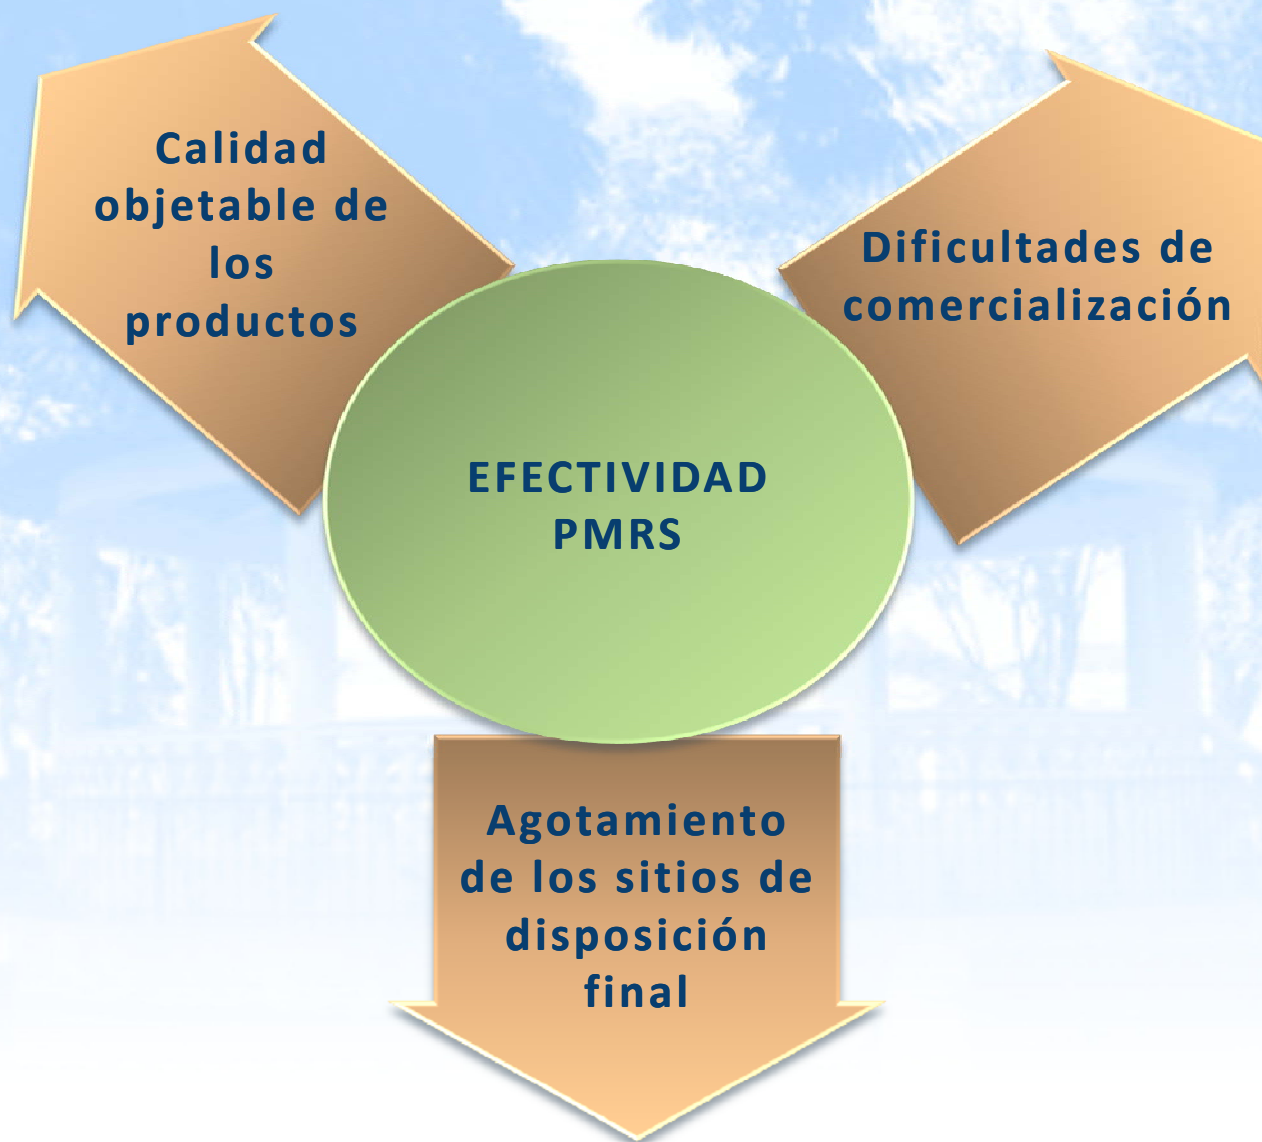 Calidad
objetable de
los
productos
Dificultades de
comercialización
EFECTIVIDAD
PMRS
Agotamiento
de los sitios de
disposición
final